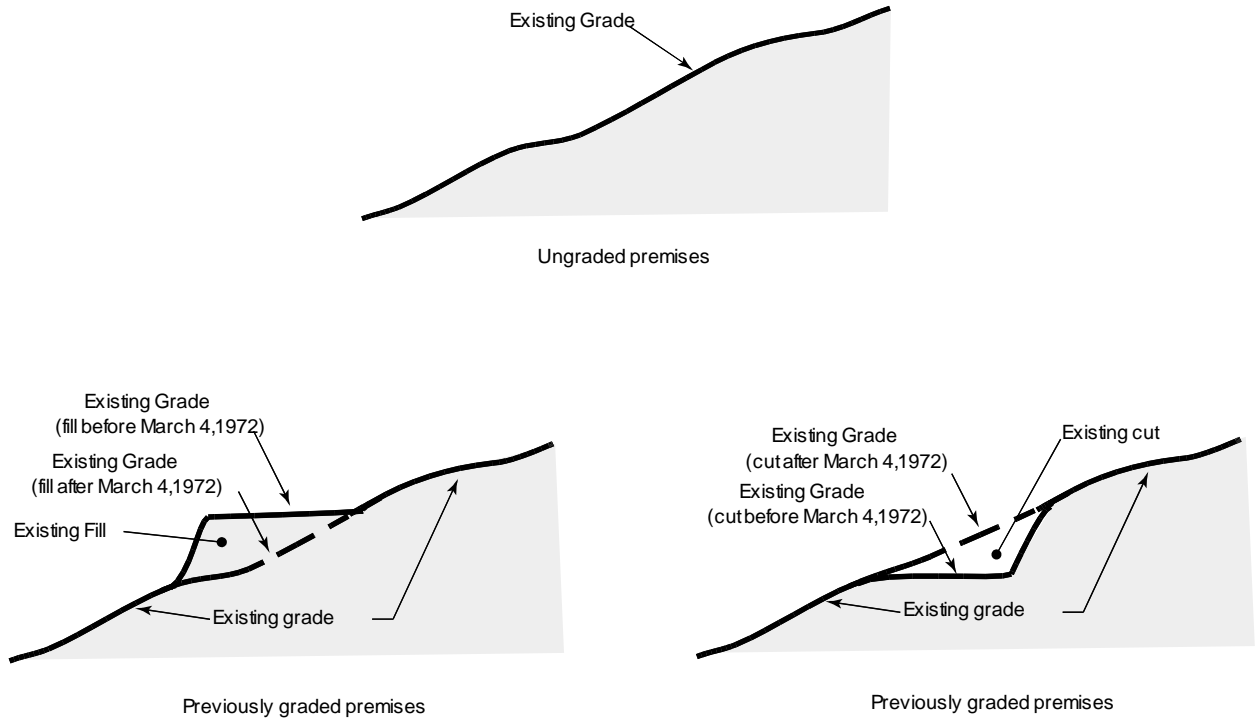 Existing Grade
Ungraded premises
Existing Grade
(fill before March 4,1972)
Existing Grade
(fill after March 4,1972)
Existing Fill
Existing grade
Previously graded premises
Existing cut
Existing Grade
(cut after March 4,1972)
Existing Grade
(cut before March 4,1972)
Existing grade
Previously graded premises